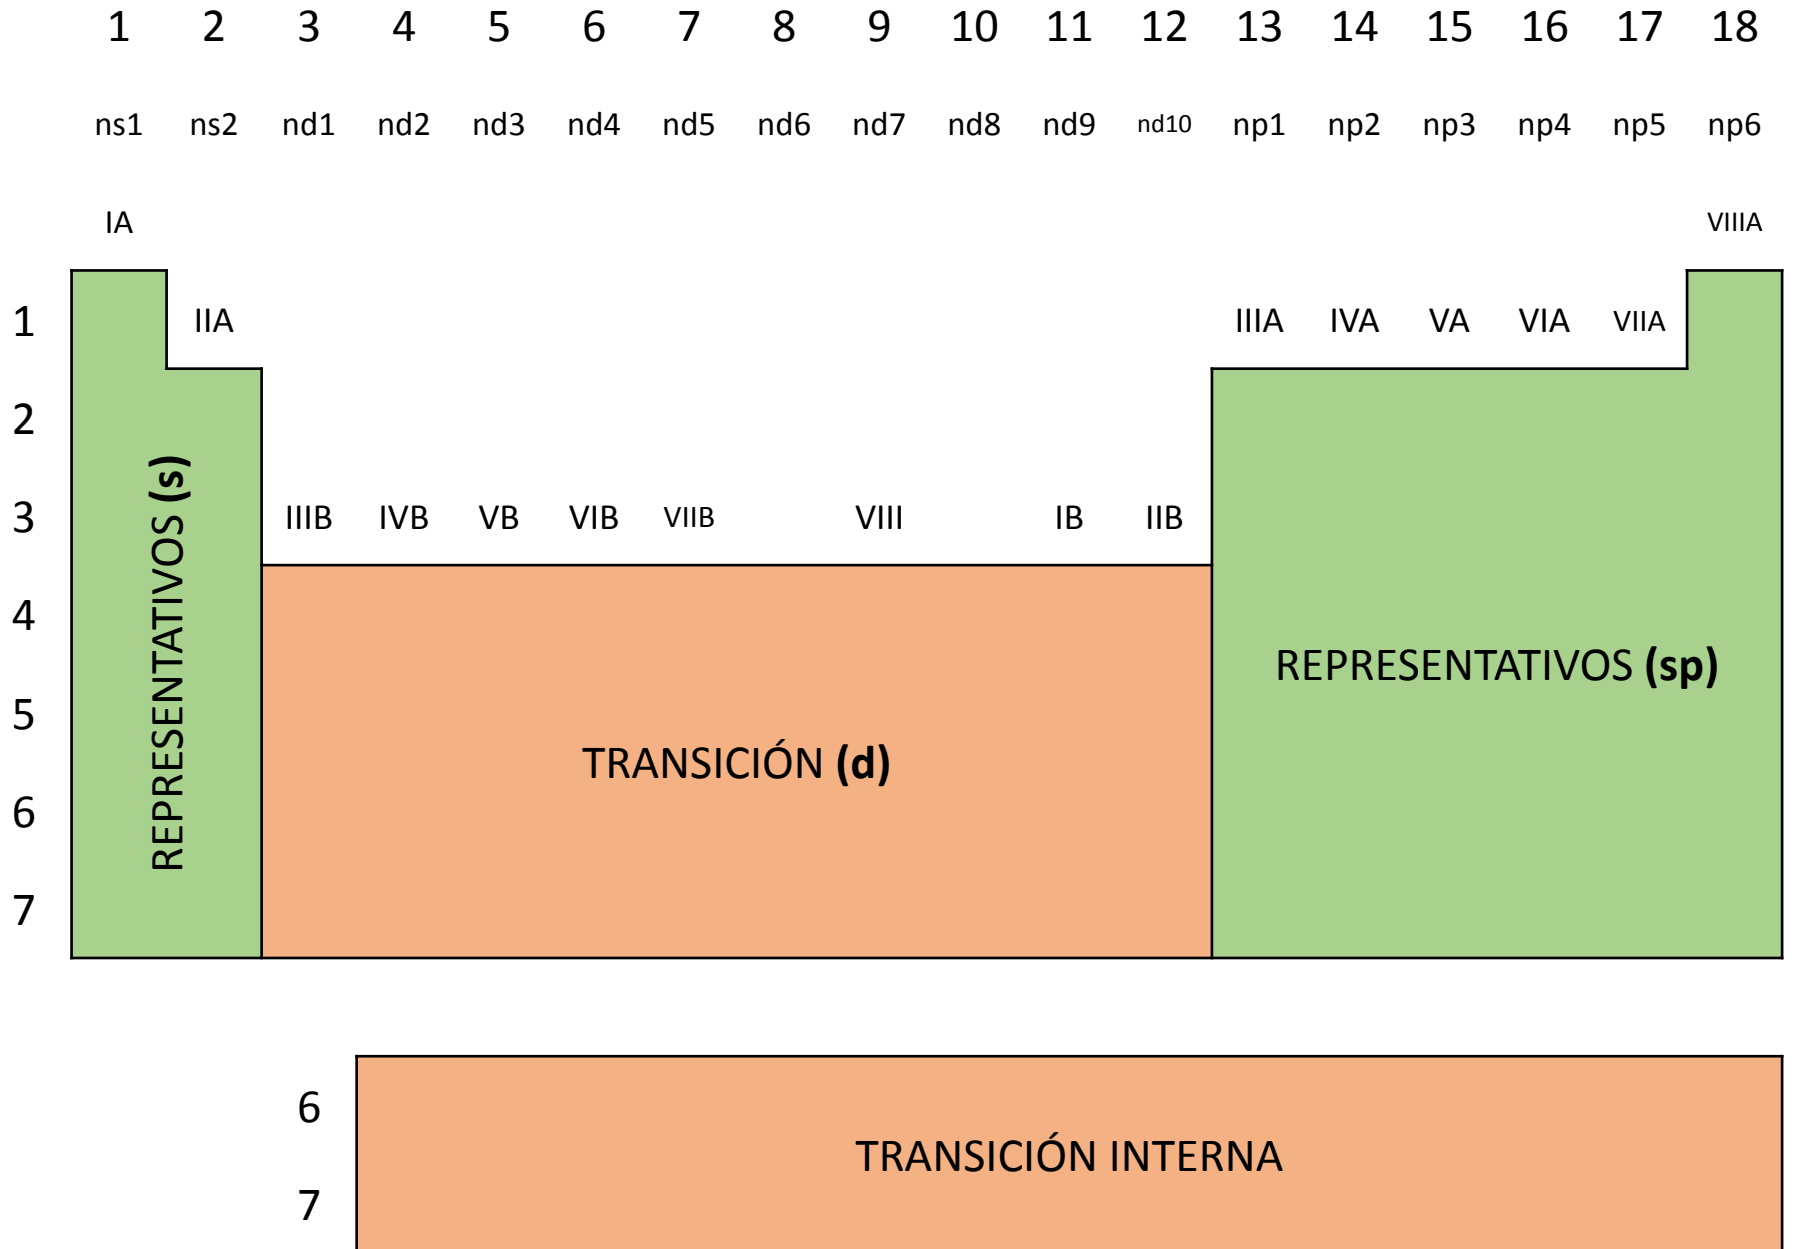 1 2 3 4 5 6 7 8 9 10 11 12 13 14 15 16 17 18
ns1 ns2 nd1 nd2 nd3 nd4 nd5 nd6 nd7 nd8 nd9 nd10 np1 np2 np3 np4 np5 np6
IA VIIIA
1 IIA IIIA IVA VA VIA VIIA
2
3 IIIB IVB VB VIB VIIB VIII IB IIB
4
5
6
7
REPRESENTATIVOS (s)
TRANSICIÓN (d)
REPRESENTATIVOS (sp)
6
7
TRANSICIÓN INTERNA